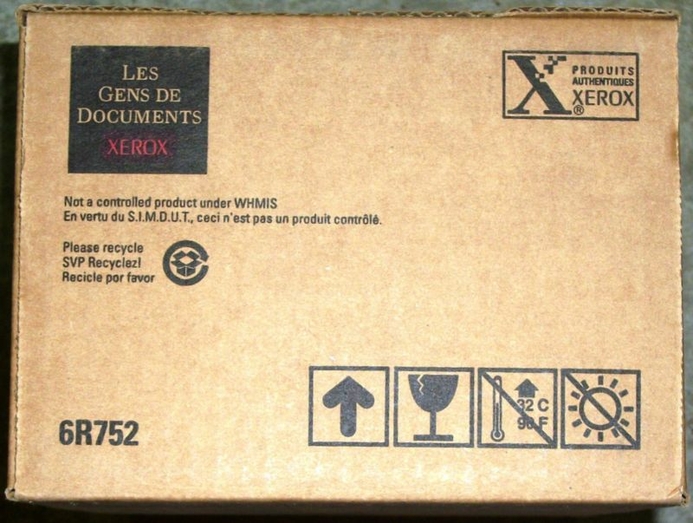 LES
GENS DE
DOCUMENTS
XEROX
PRODUITS
AUTHENTIQUES
XEROX
®
Not a controlled product under WHMIS
En vertu du S.I.M.D.U.T., ceci n'est pas un produit contrôlé.
Please recycle
SVP Recyclez!
Recicle por favor
32 C
90 F
6R752